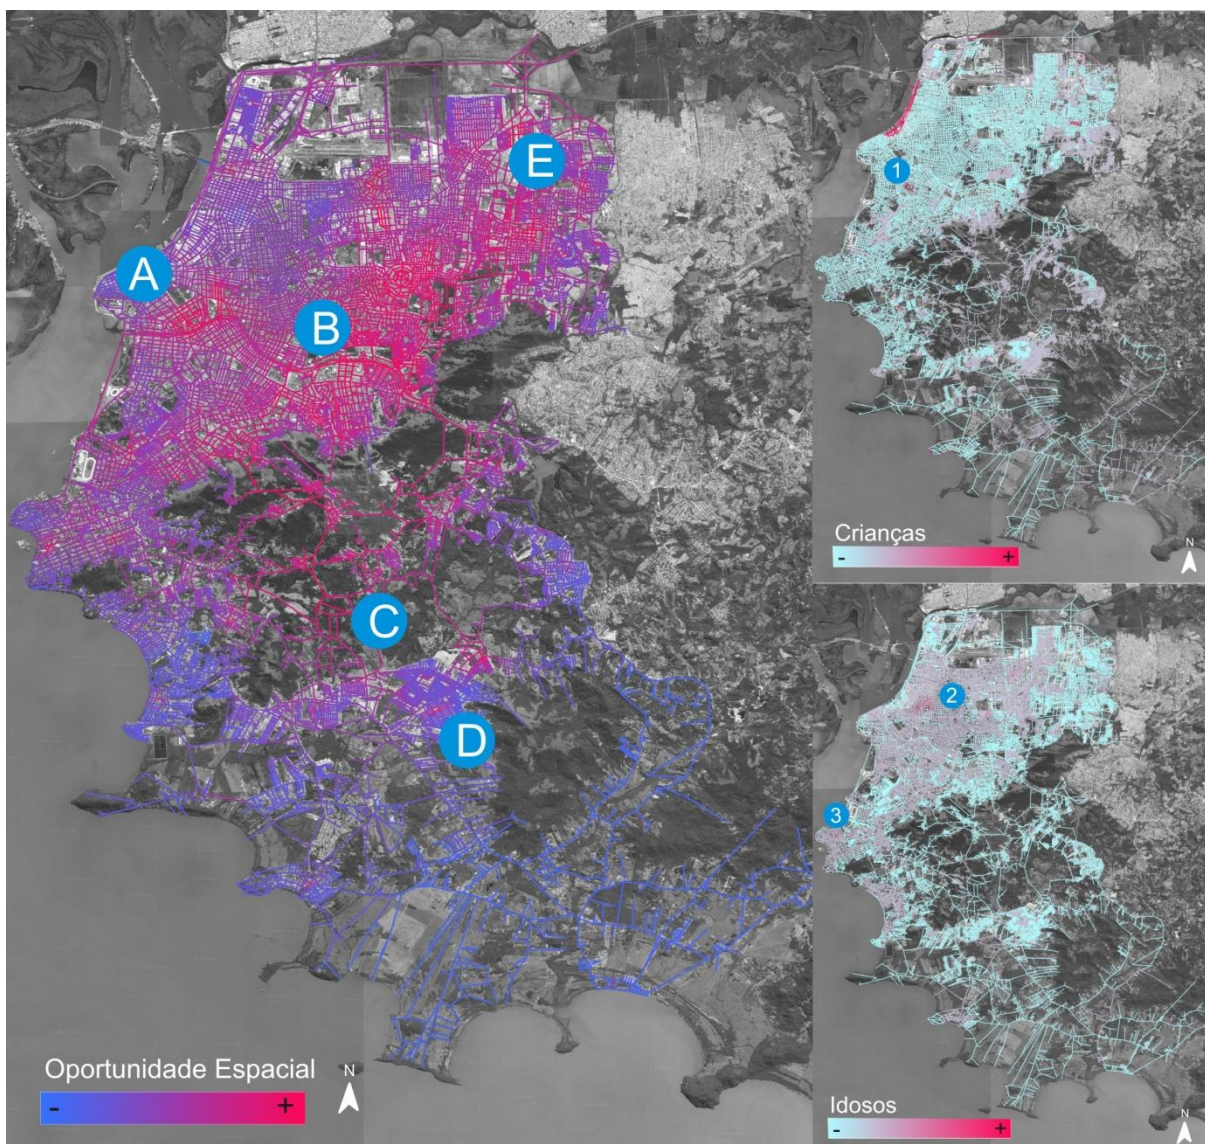 A
B
C
D
E
Oportunidade Espacial
- +
N
1
Crianças
- +
N
2
3
Idosos
- +
N